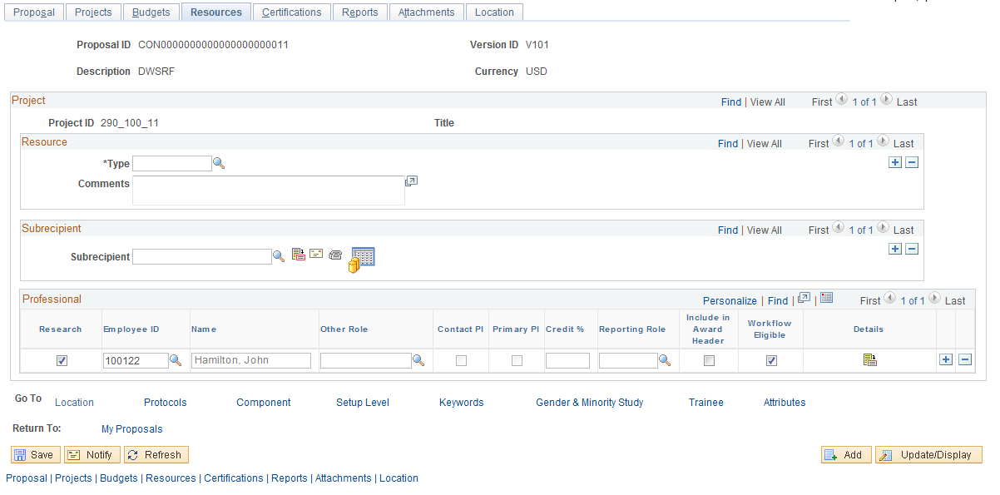 Proposal Projects Budgets Resources Certifications Reports Attachments Location
Proposal ID CON0000000000000000000011 Version ID V101
Description DWSRF Currency USD
Project Find | View All First 1 of 1 Last
Project ID 290_100_11 Title
Resource Find | View All First 1 of 1 Last
*Type
Comments
Subrecipient Find | View All First 1 of 1 Last
Subrecipient
Professional Personalize | Find | | First 1 of 1 Last
Research Employee ID Name Other Role Contact PI Primary PI Credit % Reporting Role Include in Award Header Workflow Eligible Details
100122 Hamilton, John
Go To Location Protocols Component Setup Level Keywords Gender & Minority Study Trainee Attributes
Return To: My Proposals
Save Notify Refresh Add Update/Display
Proposal | Projects | Budgets | Resources | Certifications | Reports | Attachments | Location